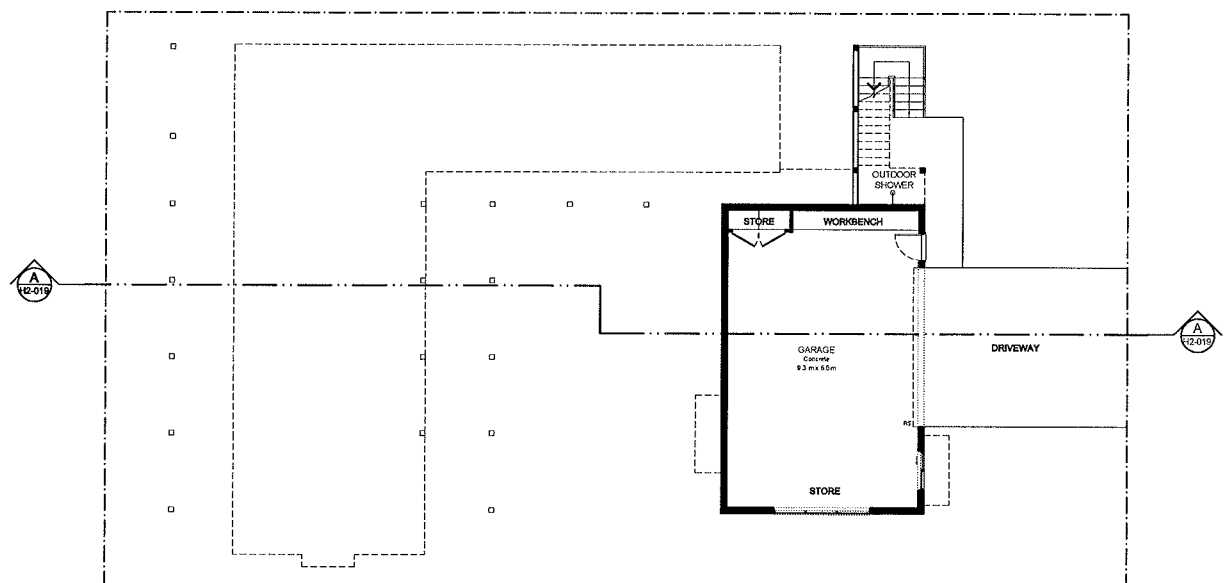 OUTDOOR
SHOWER
STORE
WORKBENCH
A
H2-019
A
H2-019
GARAGE
Concrete
9.3 m x 6.0m
DRIVEWAY
RS
STORE